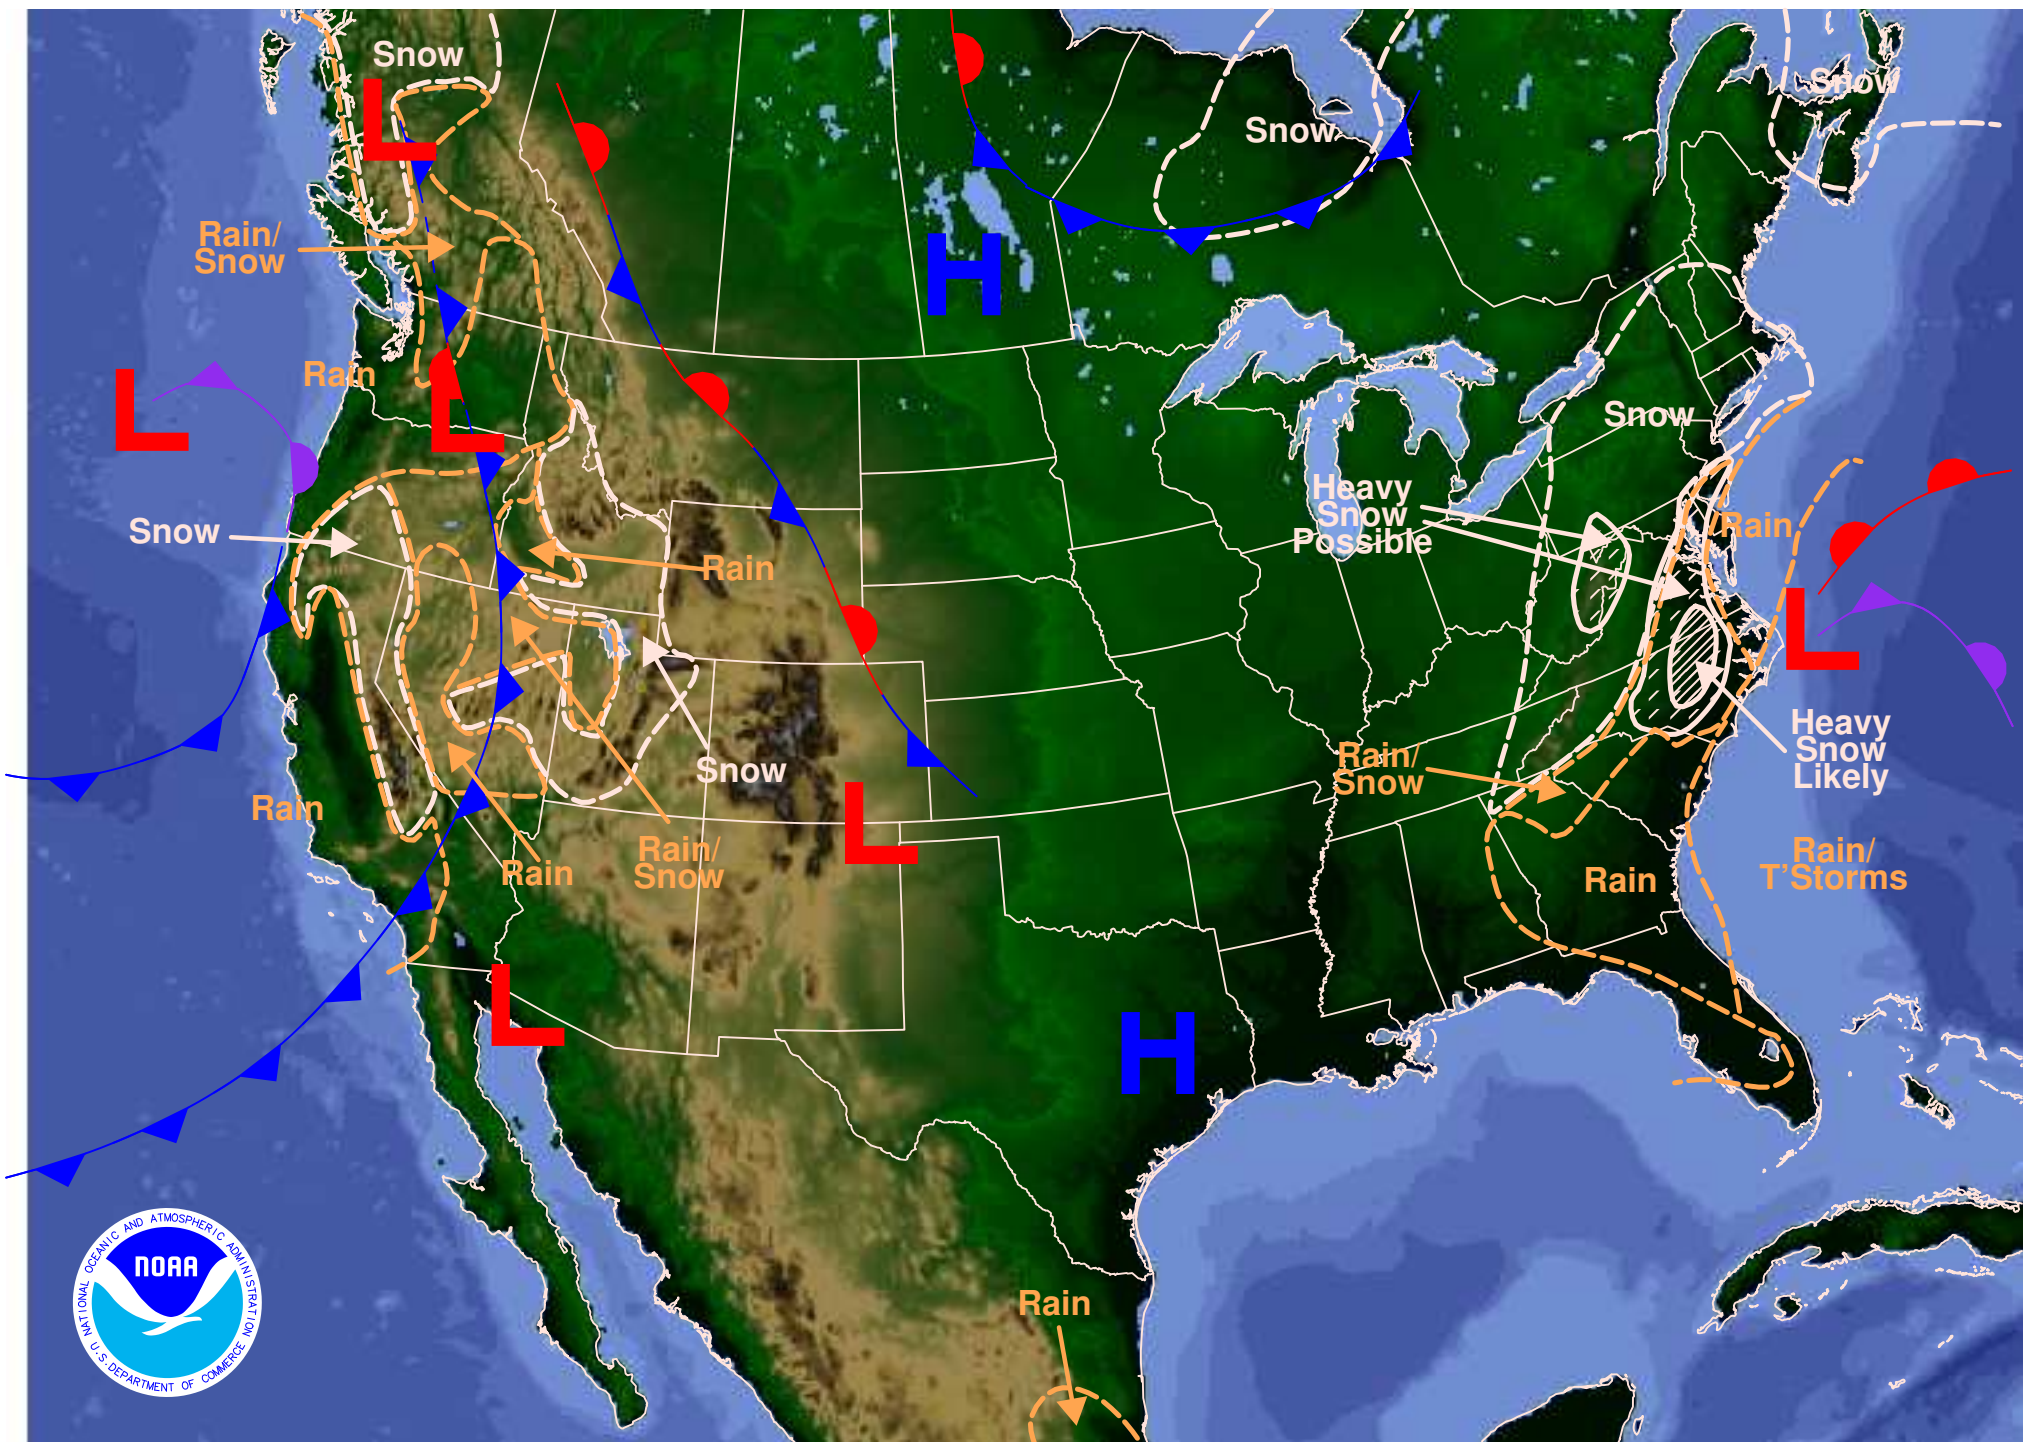 Snow
Snow
Snow
L
Rain/
Snow
H
Rain
L
L
Snow
Heavy
Snow
Possible
Snow
Rain
Rain
L
Snow
Heavy
Snow
Likely
Rain/
Snow
Rain
L
Rain
Rain/
Snow
Rain
Rain/
T'Storms
L
H
Rain
NATIONAL OCEANIC AND ATMOSPHERIC ADMINISTRATION
NOAA
U.S. DEPARTMENT OF COMMERCE